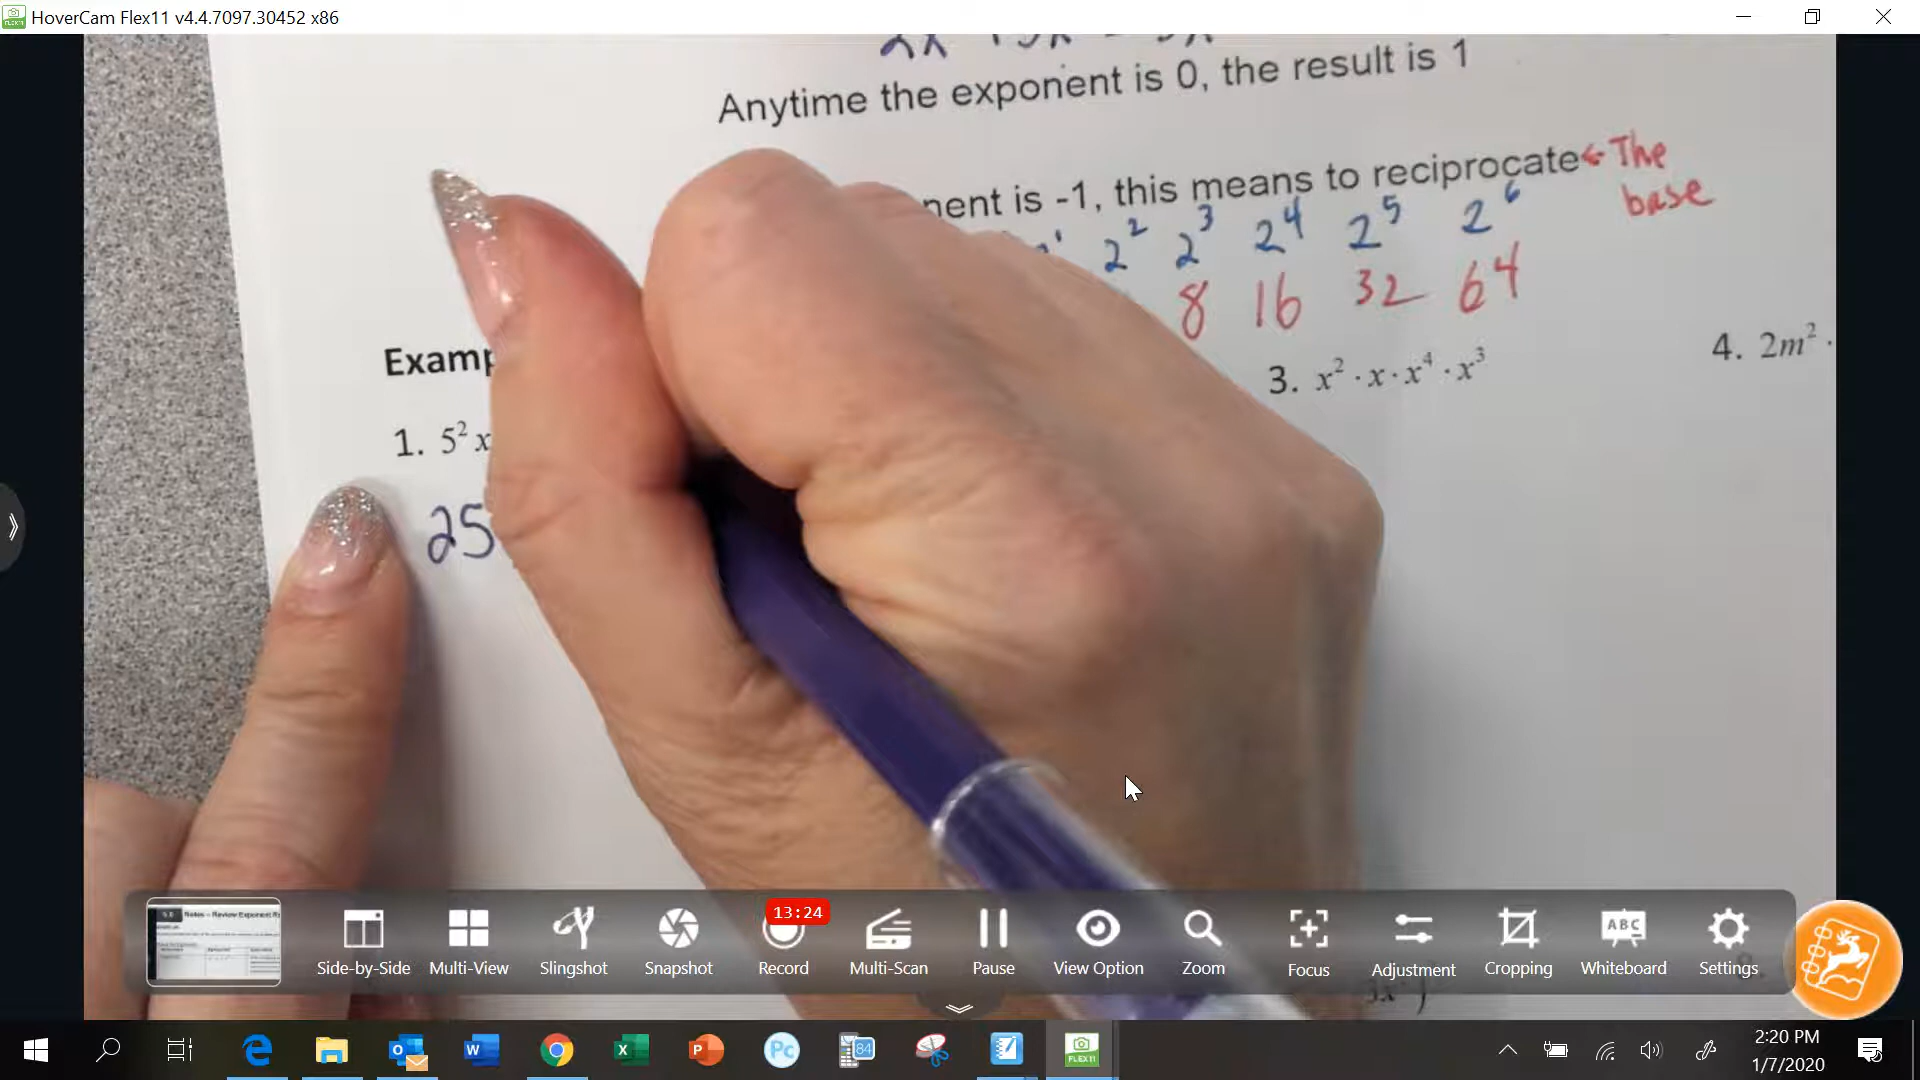 HoverCam Flex11 v4.4.7097.30452 x86
Anytime the exponent is 0, the result is 1
nent is -1, this means to reciprocate ← The base
2² 2³ 2⁴ 2⁵ 2⁶
8 16 32 64
Examp
3. x² · x · x⁴ · x³
4. 2m² ·
1. 5² x
25
13:24
Side-by-Side Multi-View Slingshot Snapshot Record Multi-Scan Pause View Option Zoom Focus Adjustment Cropping Whiteboard Settings
ABC
2:20 PM
1/7/2020